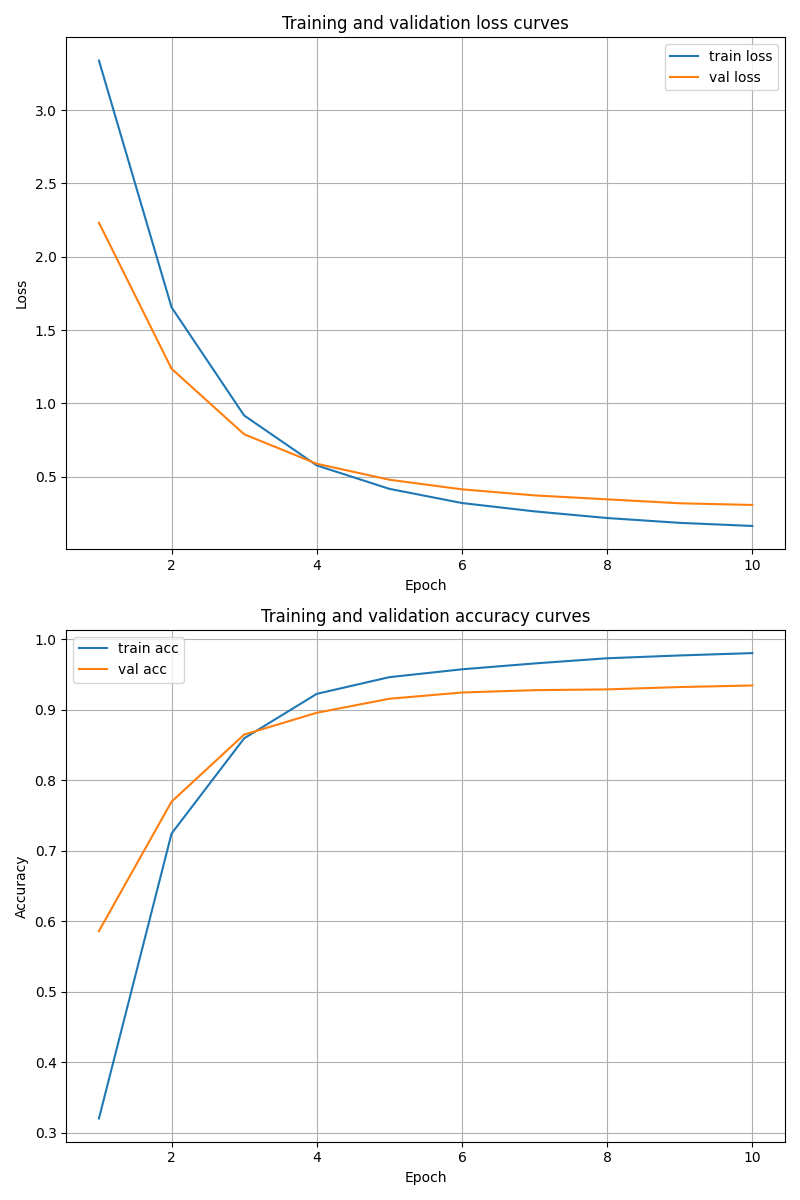 Training and validation loss curves
train loss
val loss
3.0
2.5
2.0
1.5
1.0
0.5
Loss
2 4 6 8 10
Epoch
Training and validation accuracy curves
train acc
val acc
1.0
0.9
0.8
0.7
0.6
0.5
0.4
0.3
Accuracy
2 4 6 8 10
Epoch